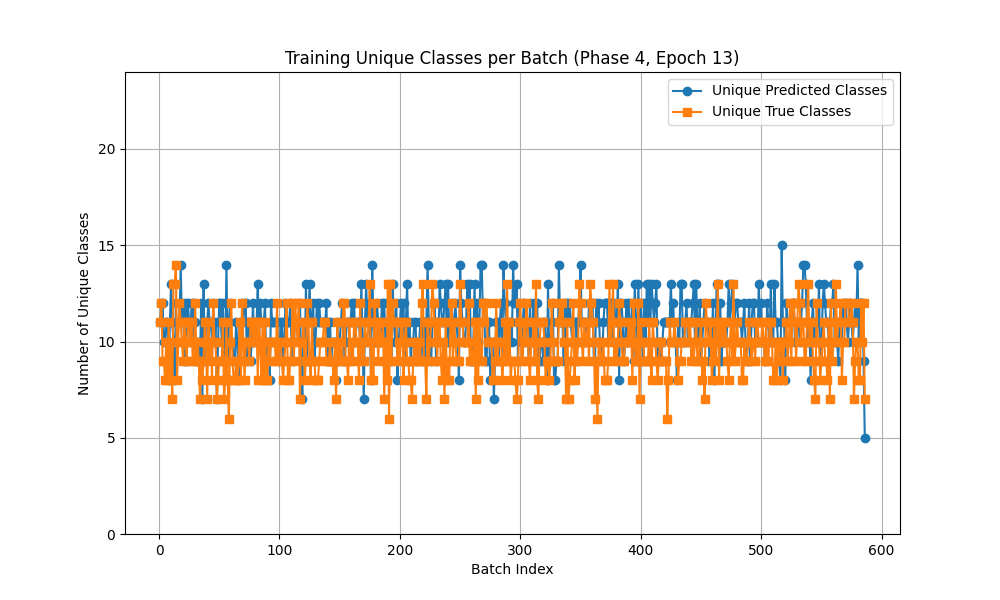 Training Unique Classes per Batch (Phase 4, Epoch 13)
Unique Predicted Classes
Unique True Classes
Number of Unique Classes
20
15
10
5
0
0 100 200 300 400 500 600
Batch Index